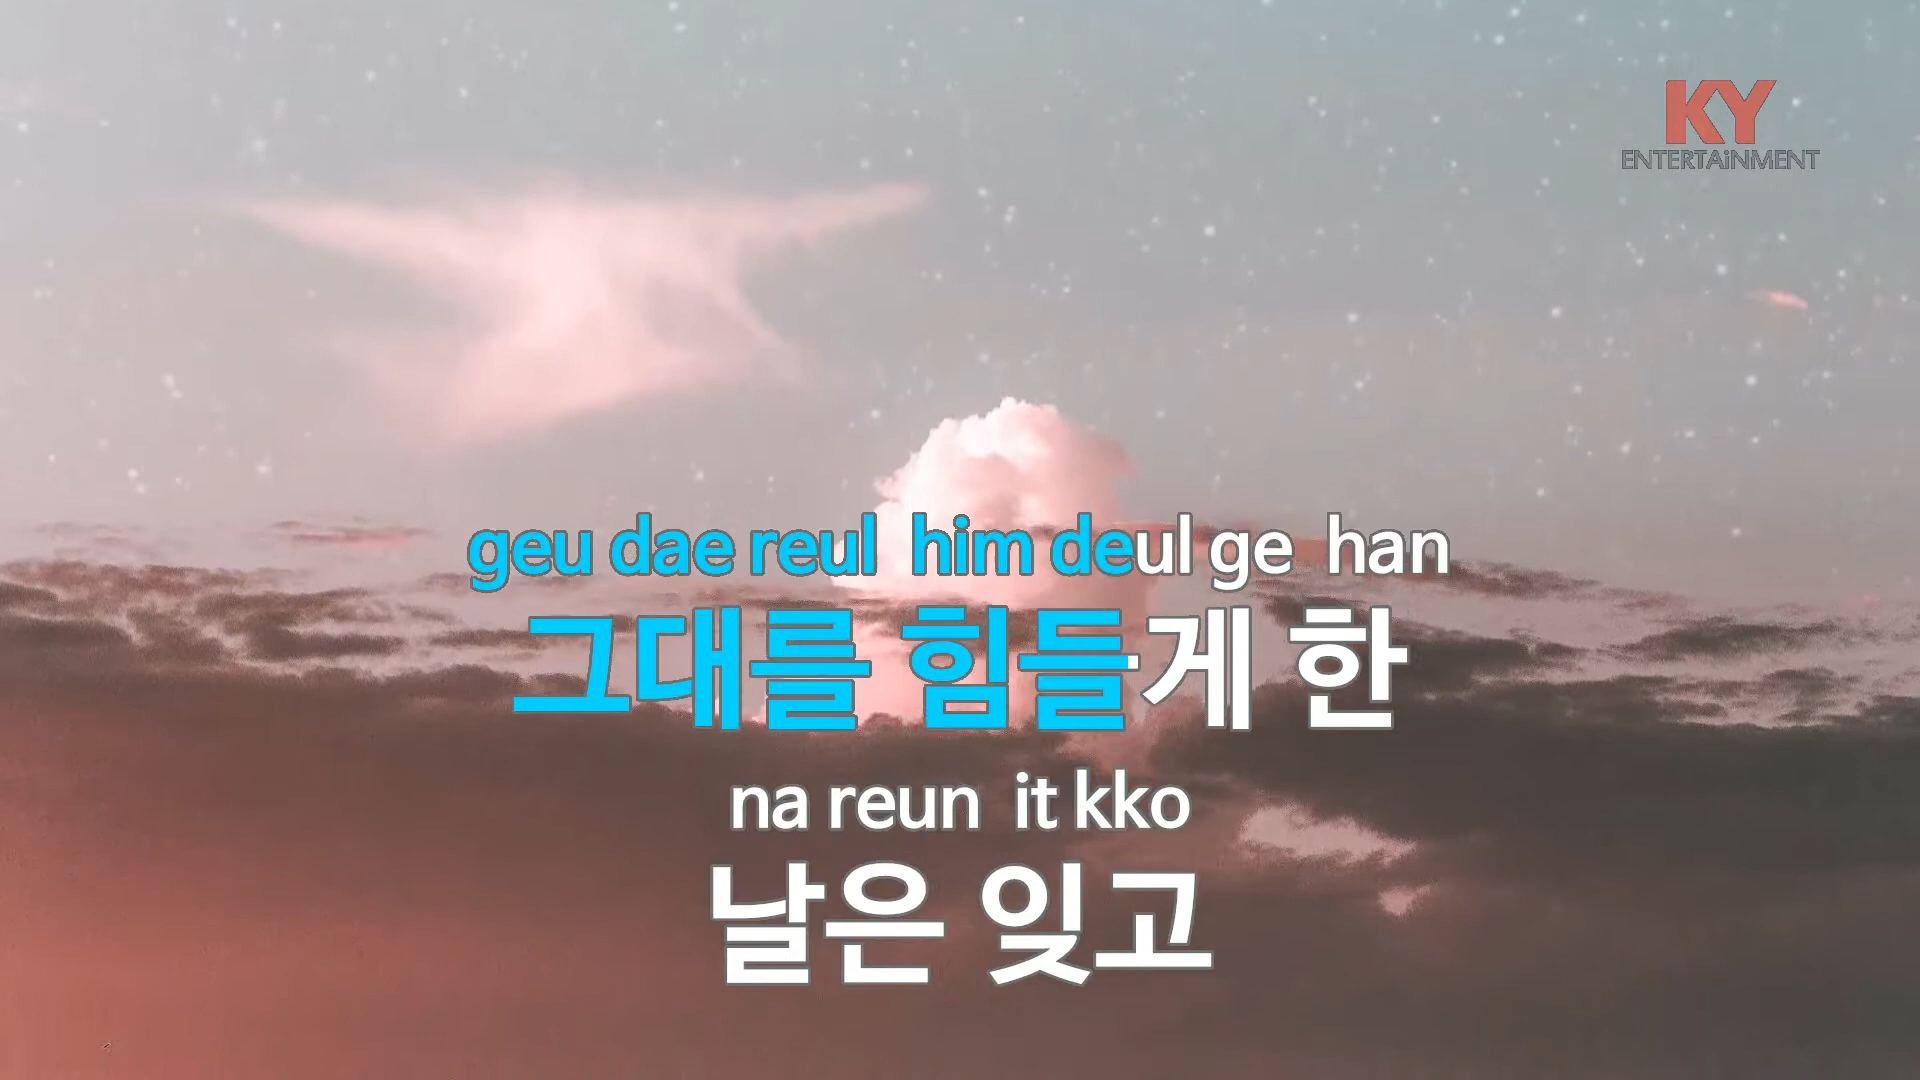 KY
ENTERTAiNMENT
geu dae reul him deul ge han
그대를 힘들게 한
na reun it kko
날은 잊고